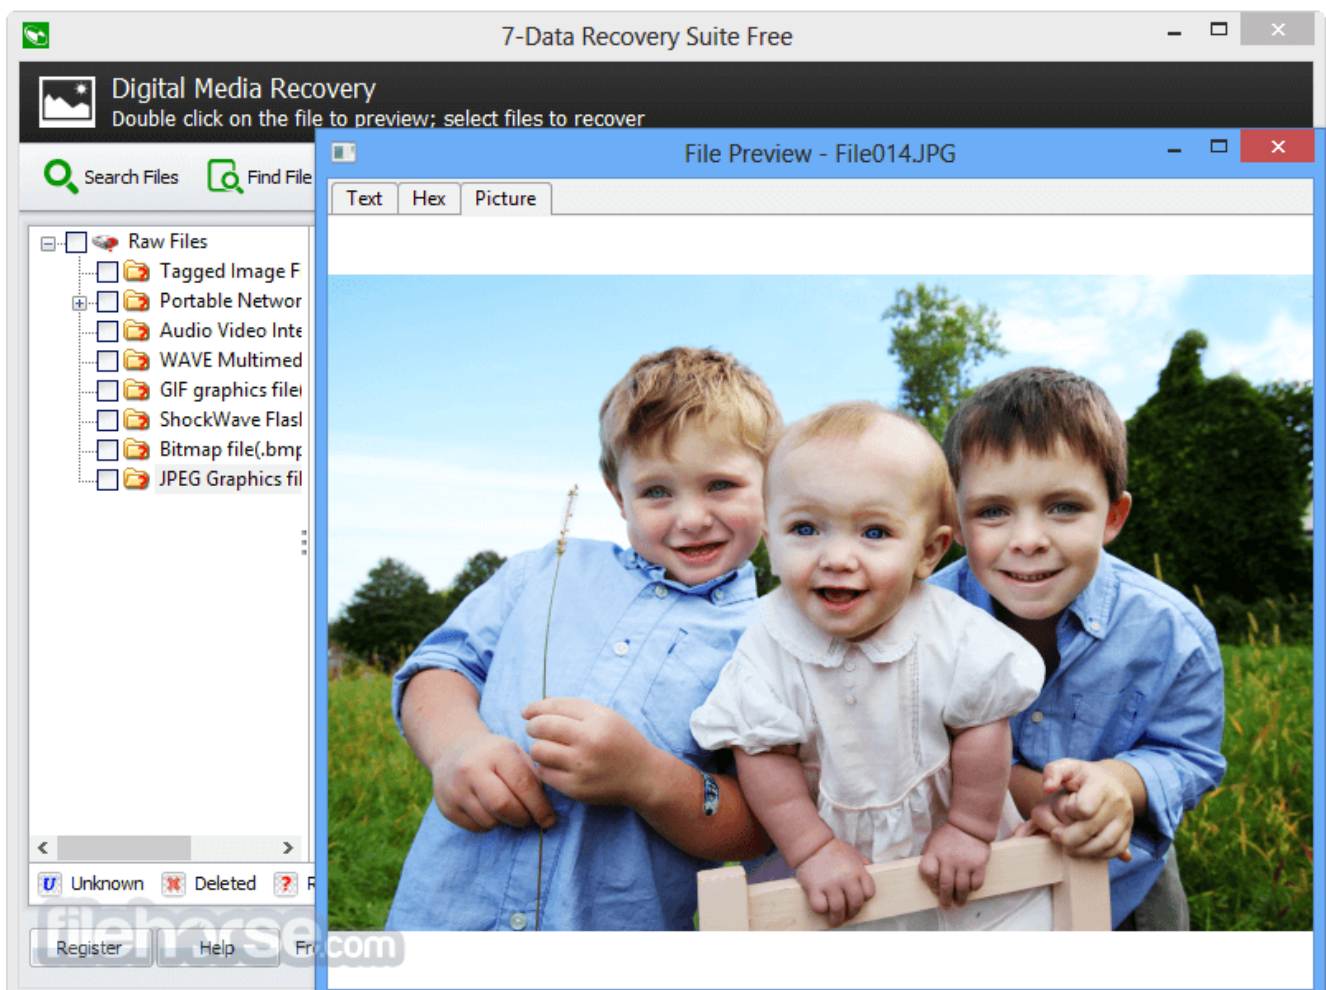 7-Data Recovery Suite Free
Digital Media Recovery
Double click on the file to preview; select files to recover
File Preview - File014.JPG
Search Files
Find File
Text
Hex
Picture
Raw Files
Tagged Image F
Portable Networ
Audio Video Inte
WAVE Multimed
GIF graphics file(
ShockWave Flasl
Bitmap file(.bmp
JPEG Graphics fil
U Unknown
Deleted
? R
filehorse.com
Register
Help
Fr